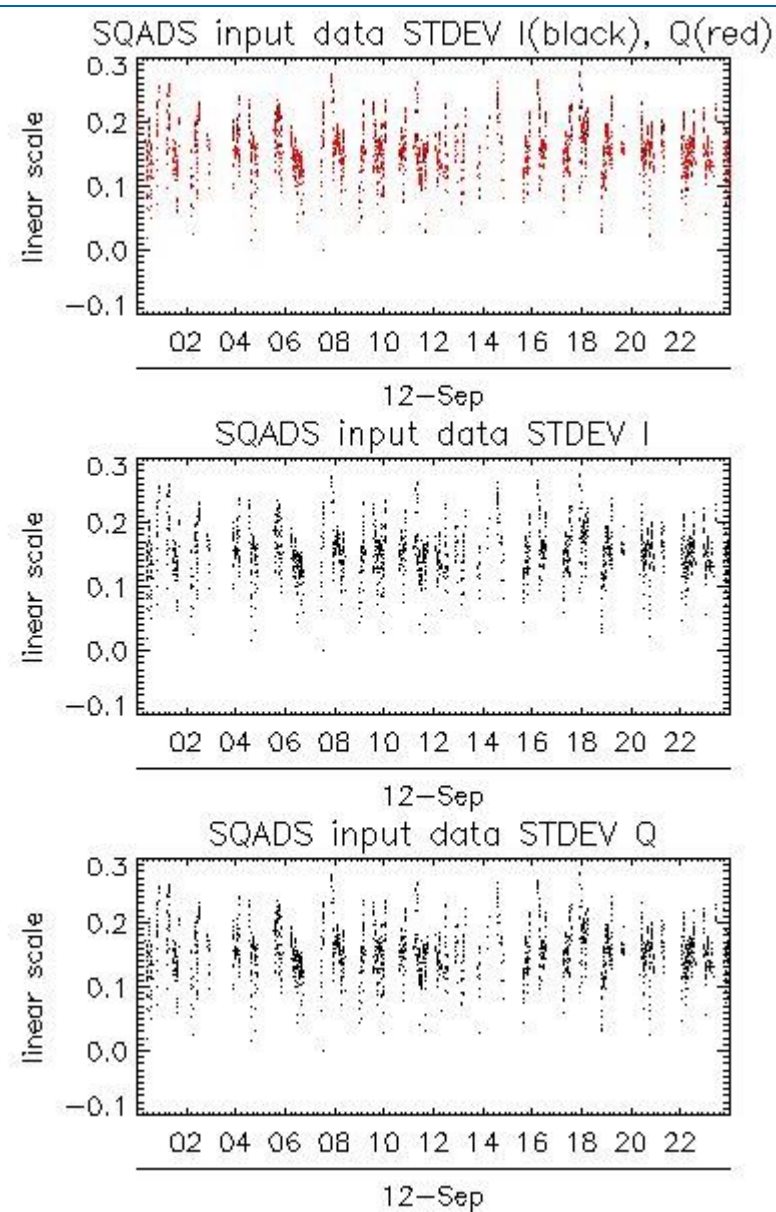 SQADS input data STDEV I(black), Q(red)
0.3
0.2
0.1
0.0
-0.1
linear scale
02 04 06 08 10 12 14 16 18 20 22
12-Sep
SQADS input data STDEV I
0.3
0.2
0.1
0.0
-0.1
linear scale
02 04 06 08 10 12 14 16 18 20 22
12-Sep
SQADS input data STDEV Q
0.3
0.2
0.1
0.0
-0.1
linear scale
02 04 06 08 10 12 14 16 18 20 22
12-Sep